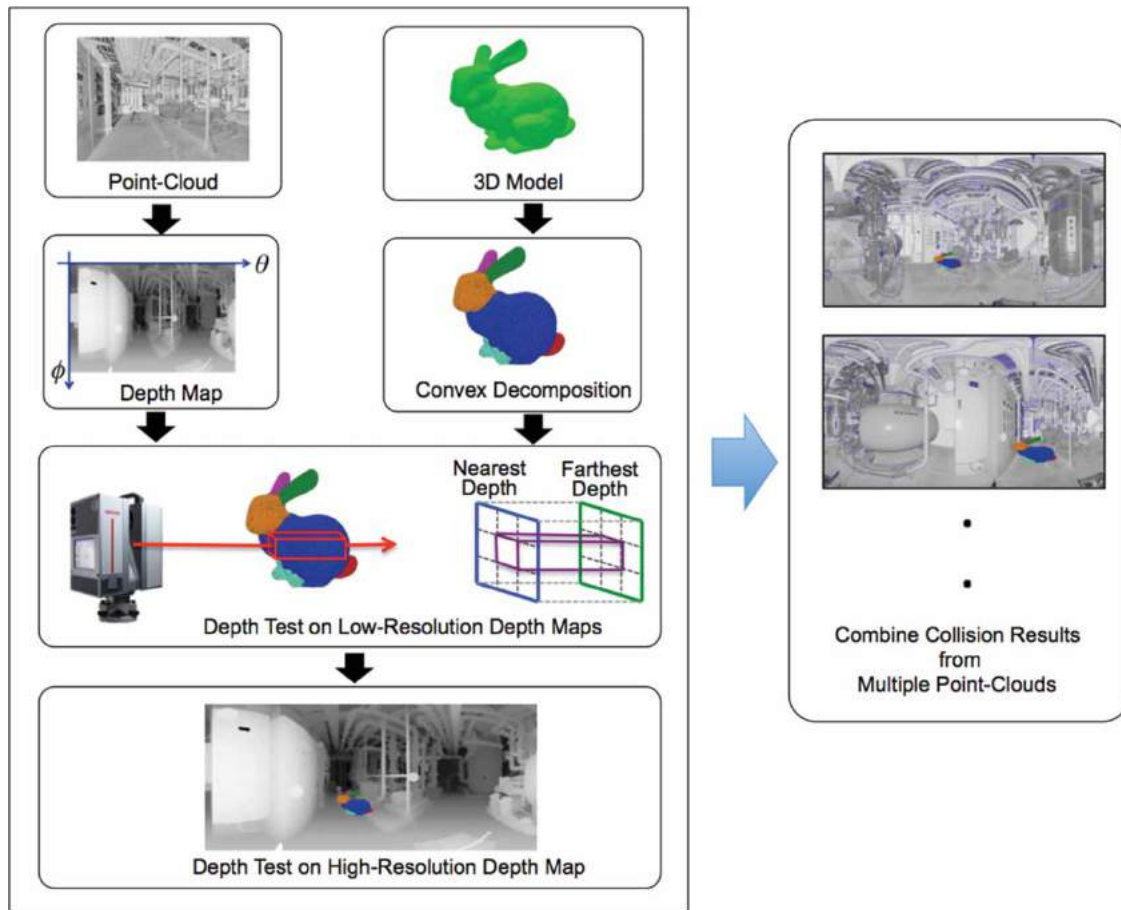 Point-Cloud
3D Model
θ
ϕ
Depth Map
Convex Decomposition
Nearest
Depth
Farthest
Depth
Depth Test on Low-Resolution Depth Maps
Depth Test on High-Resolution Depth Map
Combine Collision Results
from
Multiple Point-Clouds